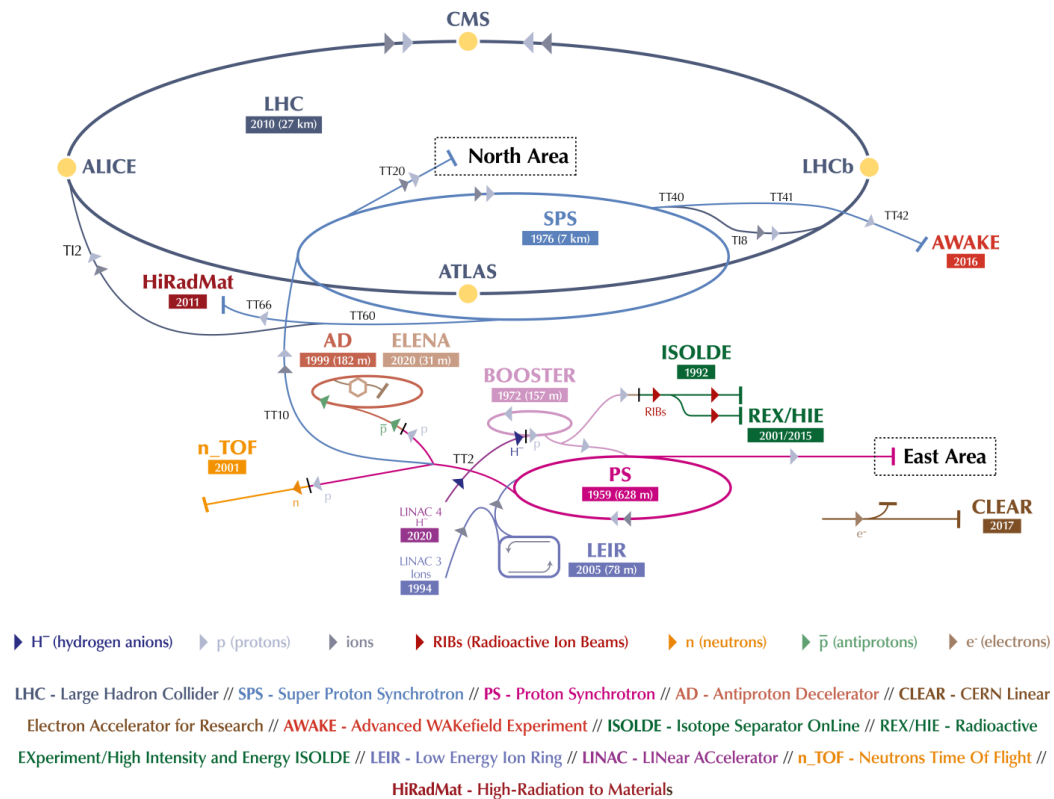 CMS
LHC
2010 (27 km)
North Area
TT20
ALICE
LHCb
TT40
TT41
TT42
SPS
1976 (7 km)
TI8
AWAKE
2016
TI2
ATLAS
HiRadMat
2011
TT66
TT60
AD
1999 (182 m)
ELENA
2020 (31 m)
ISOLDE
1992
BOOSTER
1972 (157 m)
RIBs
REX/HIE
2001/2015
TT10
p̅
p
H⁻
p
n_TOF
2001
TT2
East Area
PS
1959 (628 m)
n
p
LINAC 4
H⁻
2020
CLEAR
2017
e⁻
LINAC 3
Ions
1994
LEIR
2005 (78 m)
H⁻ (hydrogen anions)
p (protons)
ions
RIBs (Radioactive Ion Beams)
n (neutrons)
p̅ (antiprotons)
e⁻ (electrons)
LHC - Large Hadron Collider // SPS - Super Proton Synchrotron // PS - Proton Synchrotron // AD - Antiproton Decelerator // CLEAR - CERN Linear
Electron Accelerator for Research // AWAKE - Advanced WAKefield Experiment // ISOLDE - Isotope Separator OnLine // REX/HIE - Radioactive
EXperiment/High Intensity and Energy ISOLDE // LEIR - Low Energy Ion Ring // LINAC - LINear ACcelerator // n_TOF - Neutrons Time Of Flight //
HiRadMat - High-Radiation to Materials